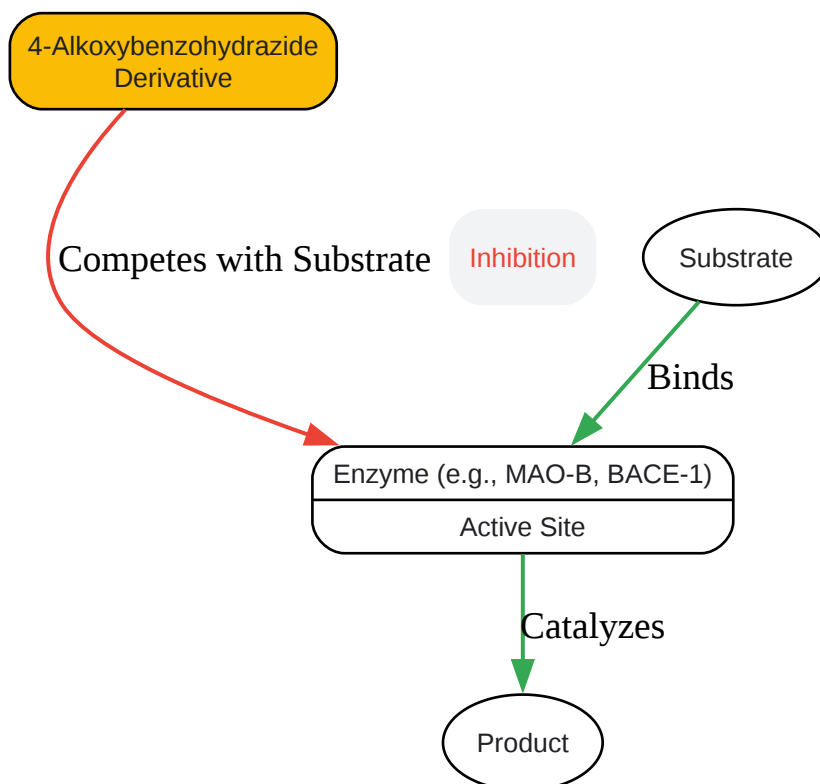 4-Alkoxybenzohydrazide
Derivative
Competes with Substrate
Inhibition
Substrate
Binds
Enzyme (e.g., MAO-B, BACE-1)
Active Site
Catalyzes
Product